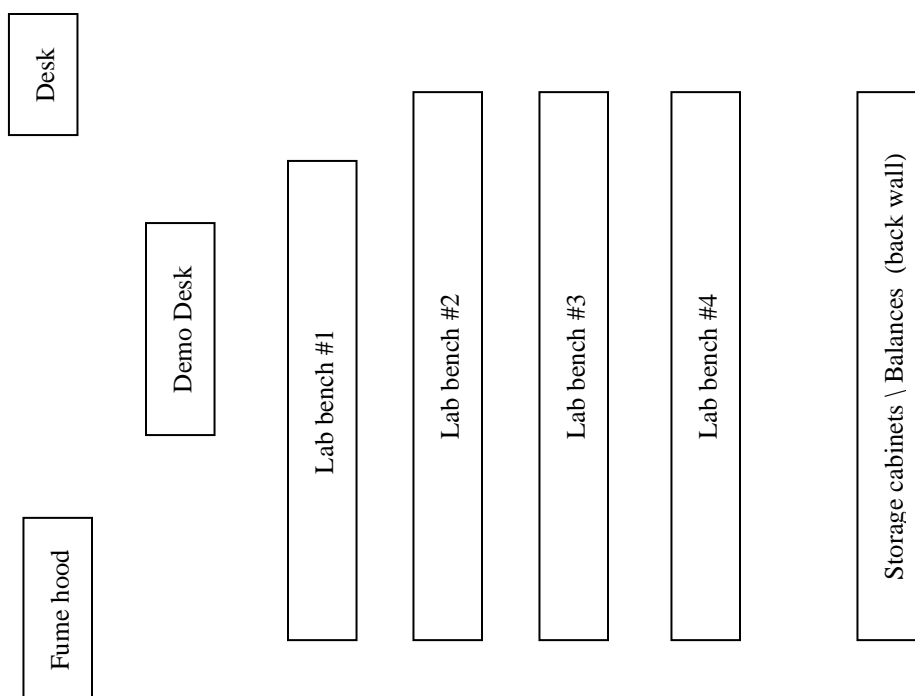 Desk
Fume hood
Demo Desk
Lab bench #1
Lab bench #2
Lab bench #3
Lab bench #4
Storage cabinets \ Balances (back wall)